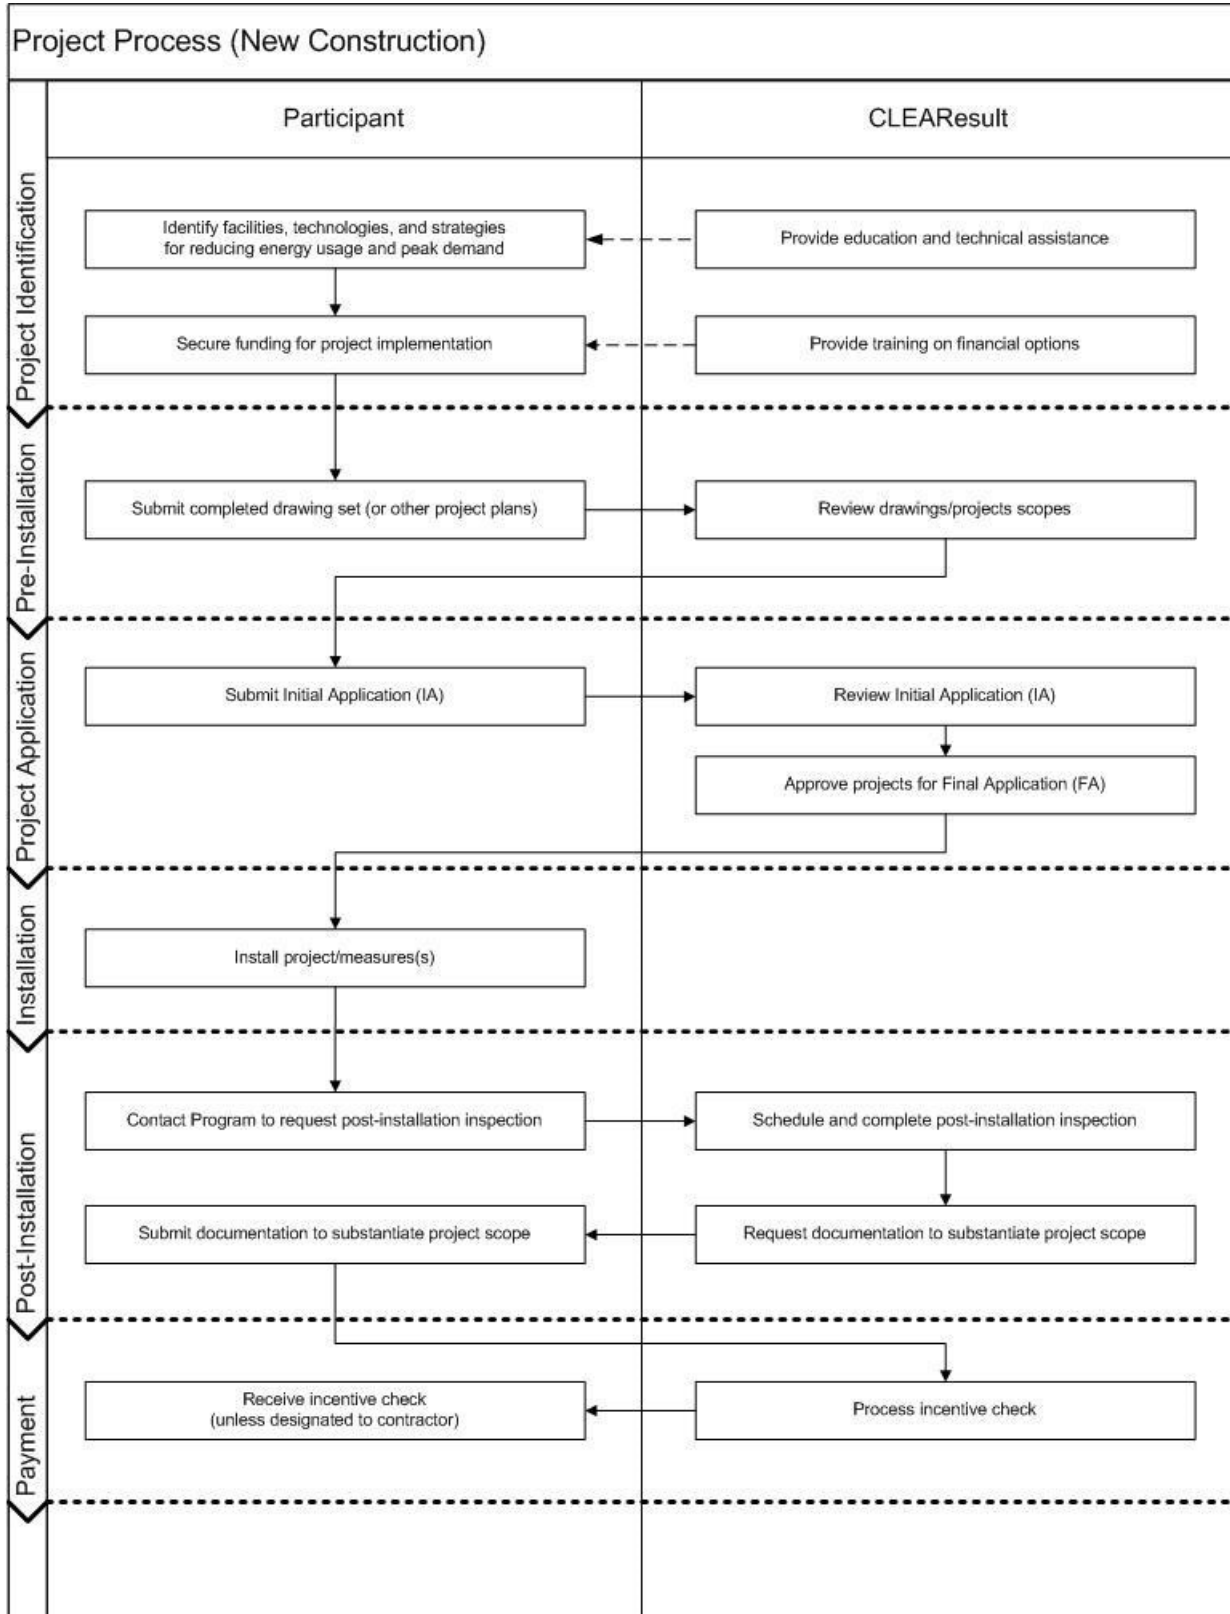 Project Process (New Construction)
Participant
CLEAResult
Project Identification
Identify facilities, technologies, and strategies
for reducing energy usage and peak demand
Provide education and technical assistance
Secure funding for project implementation
Provide training on financial options
Pre-Installation
Submit completed drawing set (or other project plans)
Review drawings/projects scopes
Project Application
Submit Initial Application (IA)
Review Initial Application (IA)
Approve projects for Final Application (FA)
Installation
Install project/measures(s)
Post-Installation
Contact Program to request post-installation inspection
Schedule and complete post-installation inspection
Submit documentation to substantiate project scope
Request documentation to substantiate project scope
Payment
Receive incentive check
(unless designated to contractor)
Process incentive check